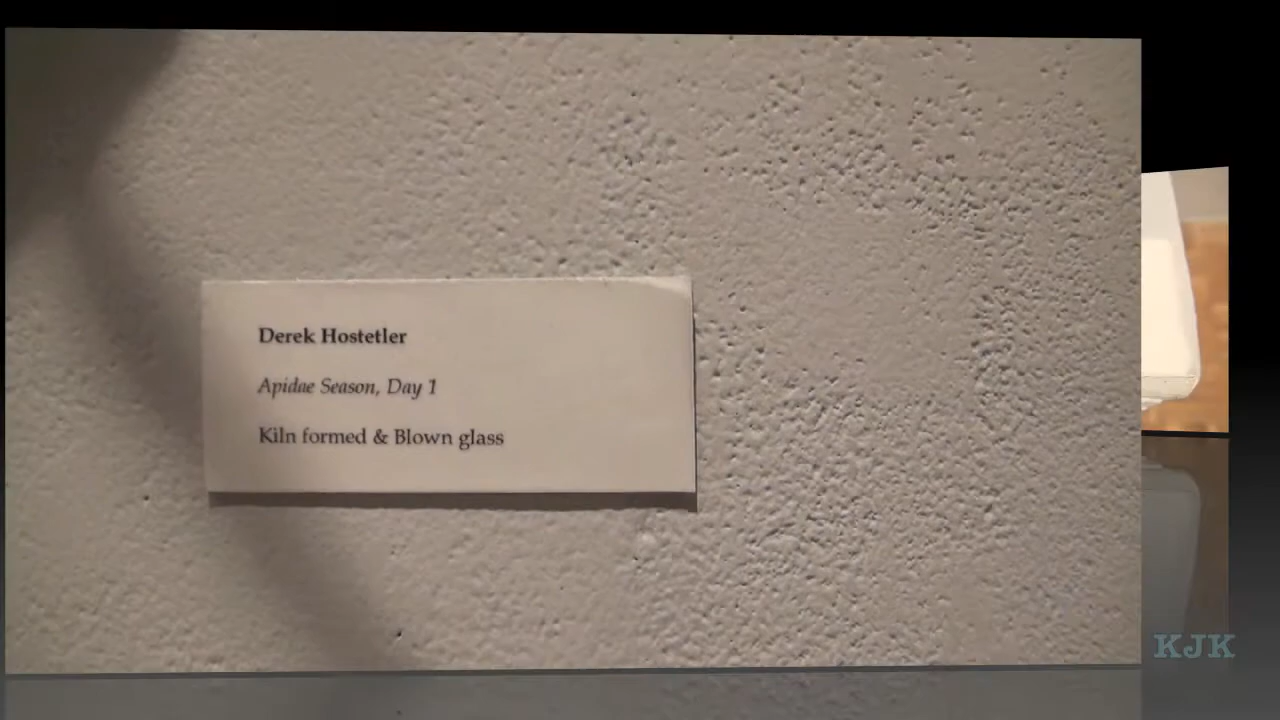 Derek Hostetler
Apidae Season, Day 1
Kiln formed & Blown glass
KJK